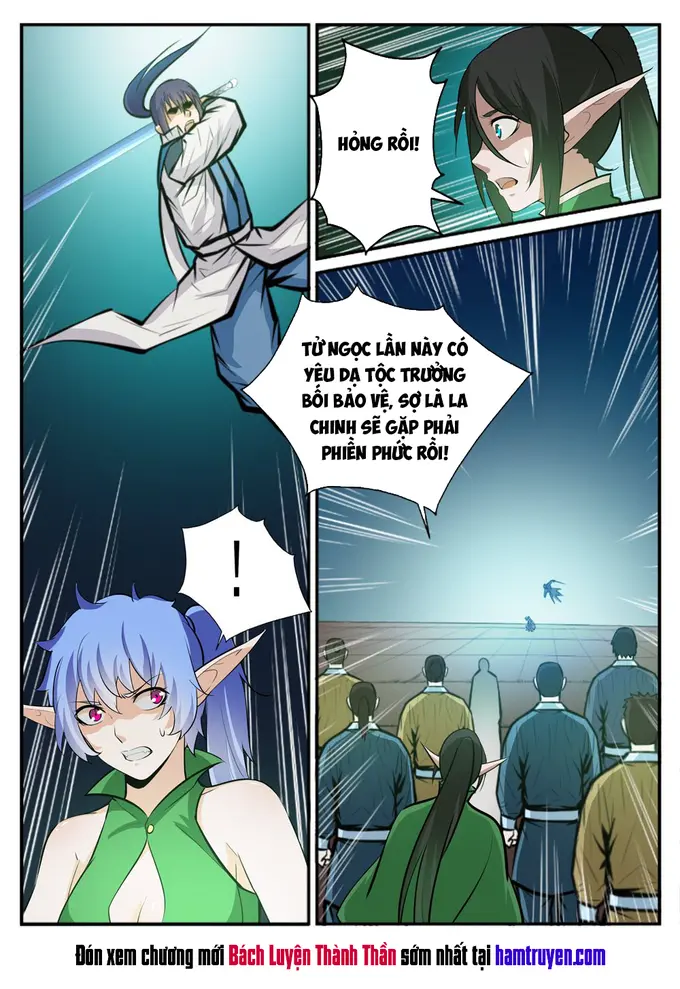 HỎNG RỒI!
TỬ NGỌC LẦN NÀY CÓ
YÊU DẠ TỘC TRƯỞNG
BỐI BẢO VỆ, SỢ LÀ LA
CHINH SẼ GẶP PHẢI
PHIỀN PHỨC RỒI!
!
Đón xem chương mới Bách Luyện Thành Thần sớm nhất tại hamtruyen.com